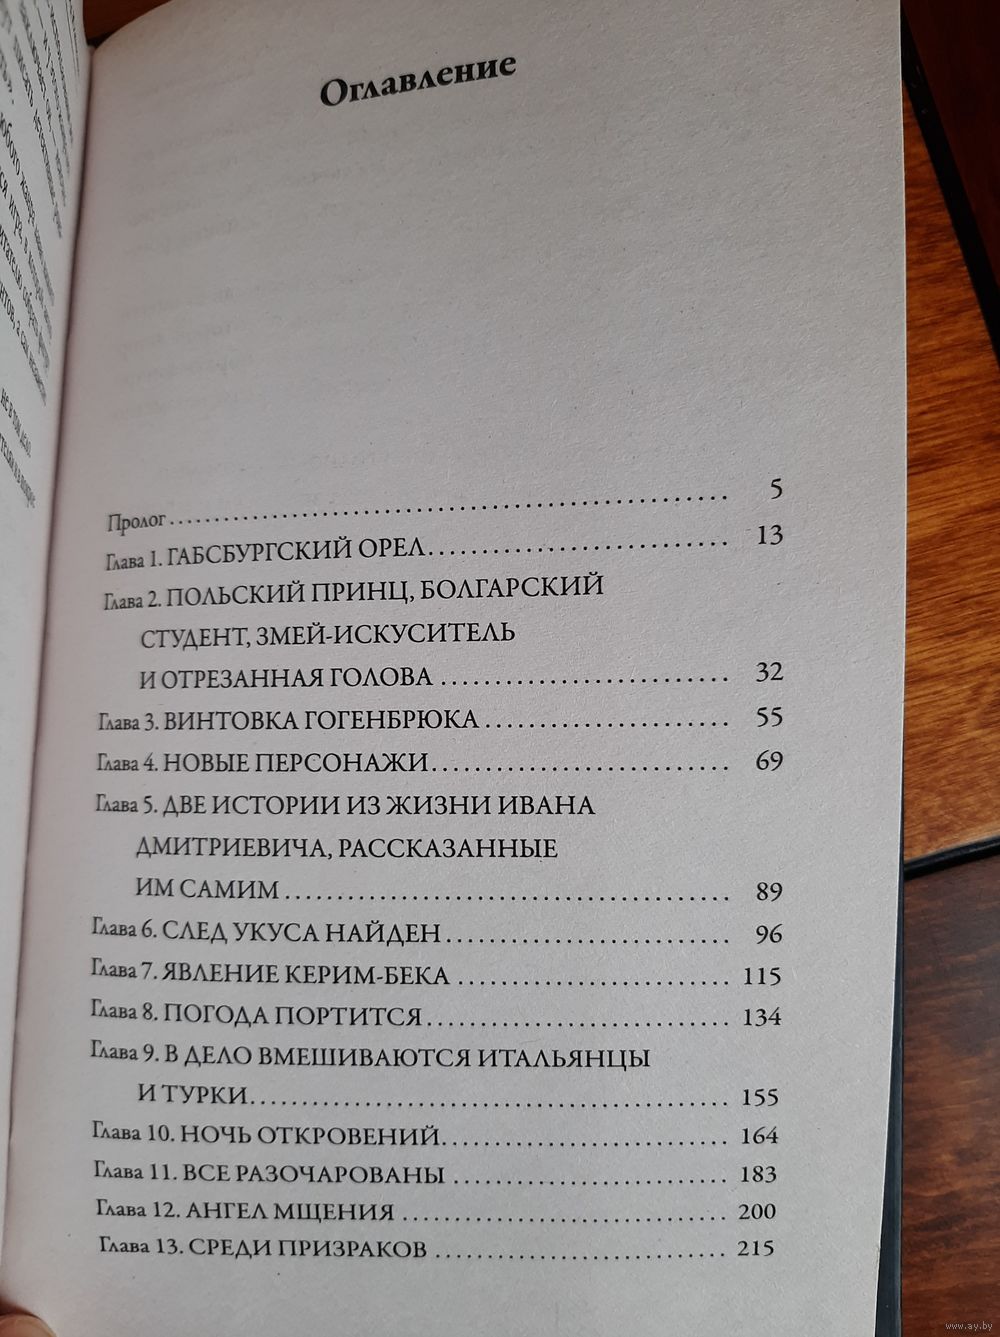 Оглавление
Пролог 5
Глава 1. ГАБСБУРГСКИЙ ОРЕЛ 13
Глава 2. ПОЛЬСКИЙ ПРИНЦ, БОЛГАРСКИЙ
СТУДЕНТ, ЗМЕЙ-ИСКУСИТЕЛЬ
И ОТРЕЗАННАЯ ГОЛОВА 32
Глава 3. ВИНТОВКА ГОГЕНБРЮКА 55
Глава 4. НОВЫЕ ПЕРСОНАЖИ 69
Глава 5. ДВЕ ИСТОРИИ ИЗ ЖИЗНИ ИВАНА
ДМИТРИЕВИЧА, РАССКАЗАННЫЕ
ИМ САМИМ 89
Глава 6. СЛЕД УКУСА НАЙДЕН 96
Глава 7. ЯВЛЕНИЕ КЕРИМ-БЕКА 115
Глава 8. ПОГОДА ПОРТИТСЯ 134
Глава 9. В ДЕЛО ВМЕШИВАЮТСЯ ИТАЛЬЯНЦЫ
И ТУРКИ 155
Глава 10. НОЧЬ ОТКРОВЕНИЙ 164
Глава 11. ВСЕ РАЗОЧАРОВАНЫ 183
Глава 12. АНГЕЛ МЩЕНИЯ 200
Глава 13. СРЕДИ ПРИЗРАКОВ 215
www.ay.by